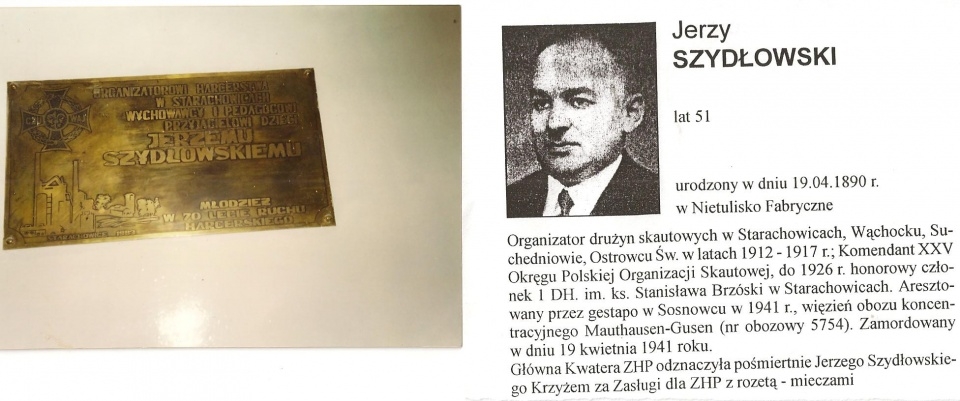 ORGANIZATOROWI HARCERSTWA
W STARACHOWICACH
WYCHOWAWCY I PEDAGOGOWI
PRZYJACIELOWI DZIECI
JERZEMU
SZYDŁOWSKIEMU
MŁODZIEŻ
W 70-LECIE RUCHU
HARCERSKIEGO
Jerzy
SZYDŁOWSKI
lat 51
urodzony w dniu 19.04.1890 r.
w Nietulisko Fabryczne
Organizator drużyn skautowych w Starachowicach, Wąchocku, Su-
chedniowie, Ostrowcu Św. w latach 1912 - 1917 r.; Komendant XXV
Okręgu Polskiej Organizacji Skautowej, do 1926 r. honorowy czło-
nek 1 DH. im. ks. Stanisława Brzóski w Starachowicach. Areszto-
wany przez gestapo w Sosnowcu w 1941 r., więzień obozu koncen-
tracyjnego Mauthausen-Gusen (nr obozowy 5754). Zamordowany
w dniu 19 kwietnia 1941 roku.
Główna Kwatera ZHP odznaczyła pośmiertnie Jerzego Szydłowskie-
go Krzyżem za Zasługi dla ZHP z rozetą - mieczami